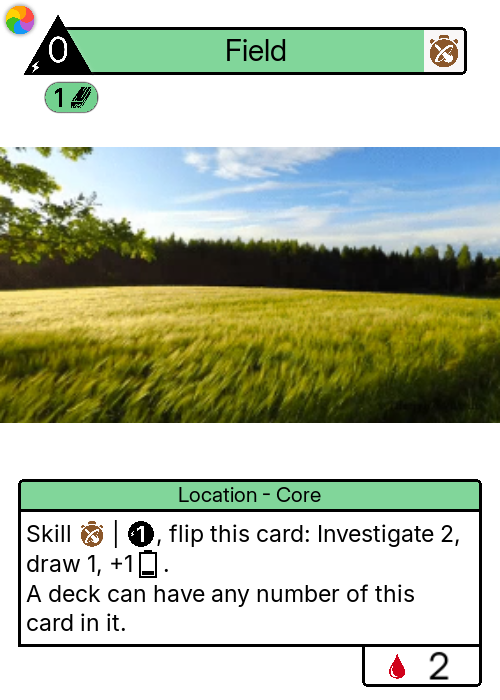 0
Field
1
Location - Core
Skill | 1, flip this card: Investigate 2,
draw 1, +1 .
A deck can have any number of this
card in it.
2